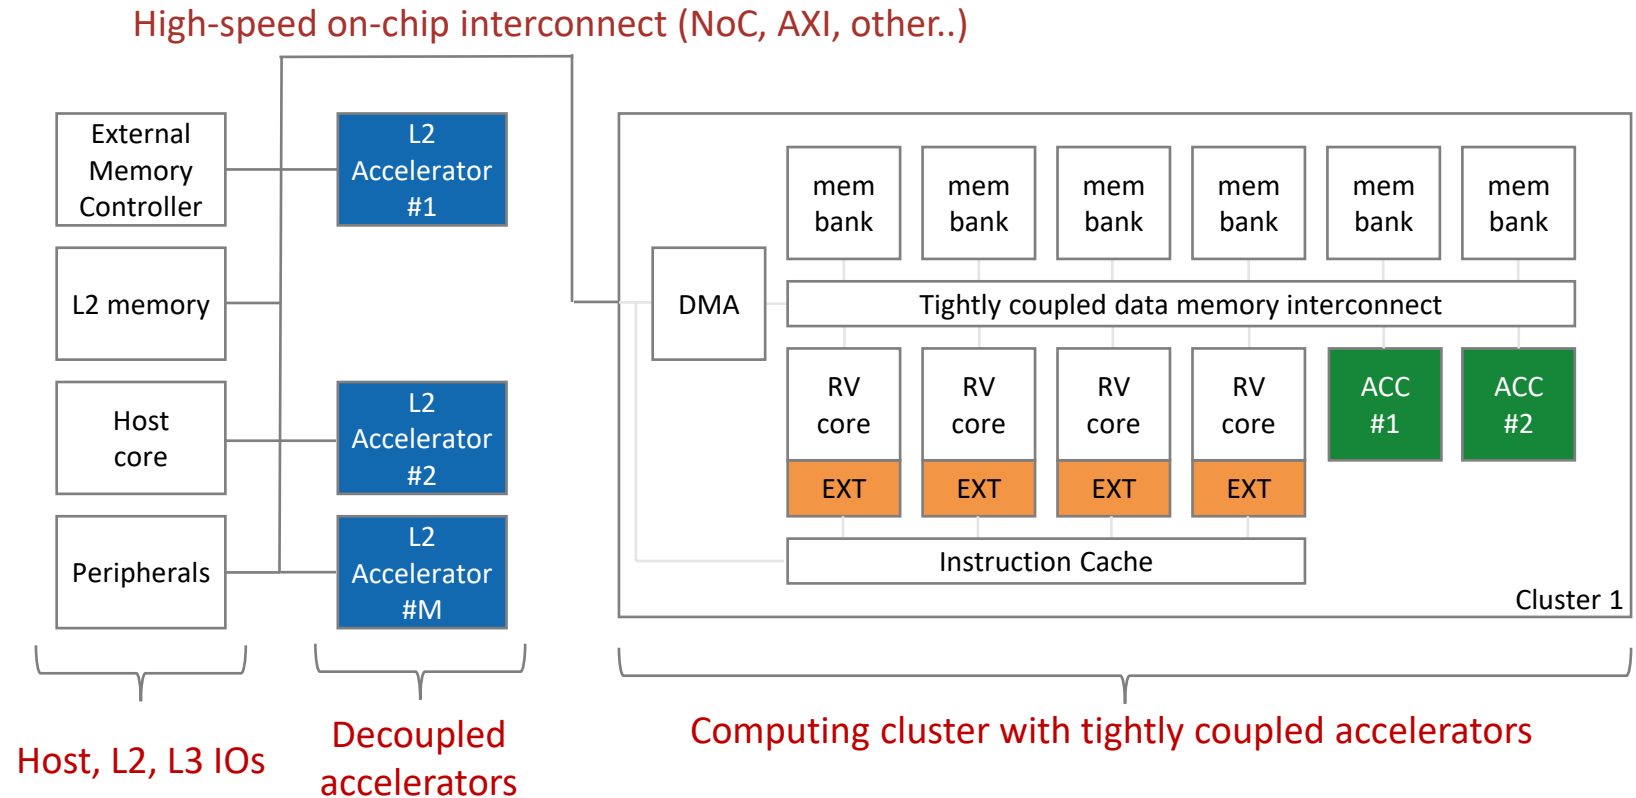 High-speed on-chip interconnect (NoC, AXI, other..)
External
Memory
Controller
L2 memory
Host
core
Peripherals
L2
Accelerator
#1
L2
Accelerator
#2
L2
Accelerator
#M
DMA
mem
bank
mem
bank
mem
bank
mem
bank
mem
bank
mem
bank
Tightly coupled data memory interconnect
RV
core
EXT
RV
core
EXT
RV
core
EXT
RV
core
EXT
ACC
#1
ACC
#2
Instruction Cache
Cluster 1
Host, L2, L3 IOs
Decoupled
accelerators
Computing cluster with tightly coupled accelerators